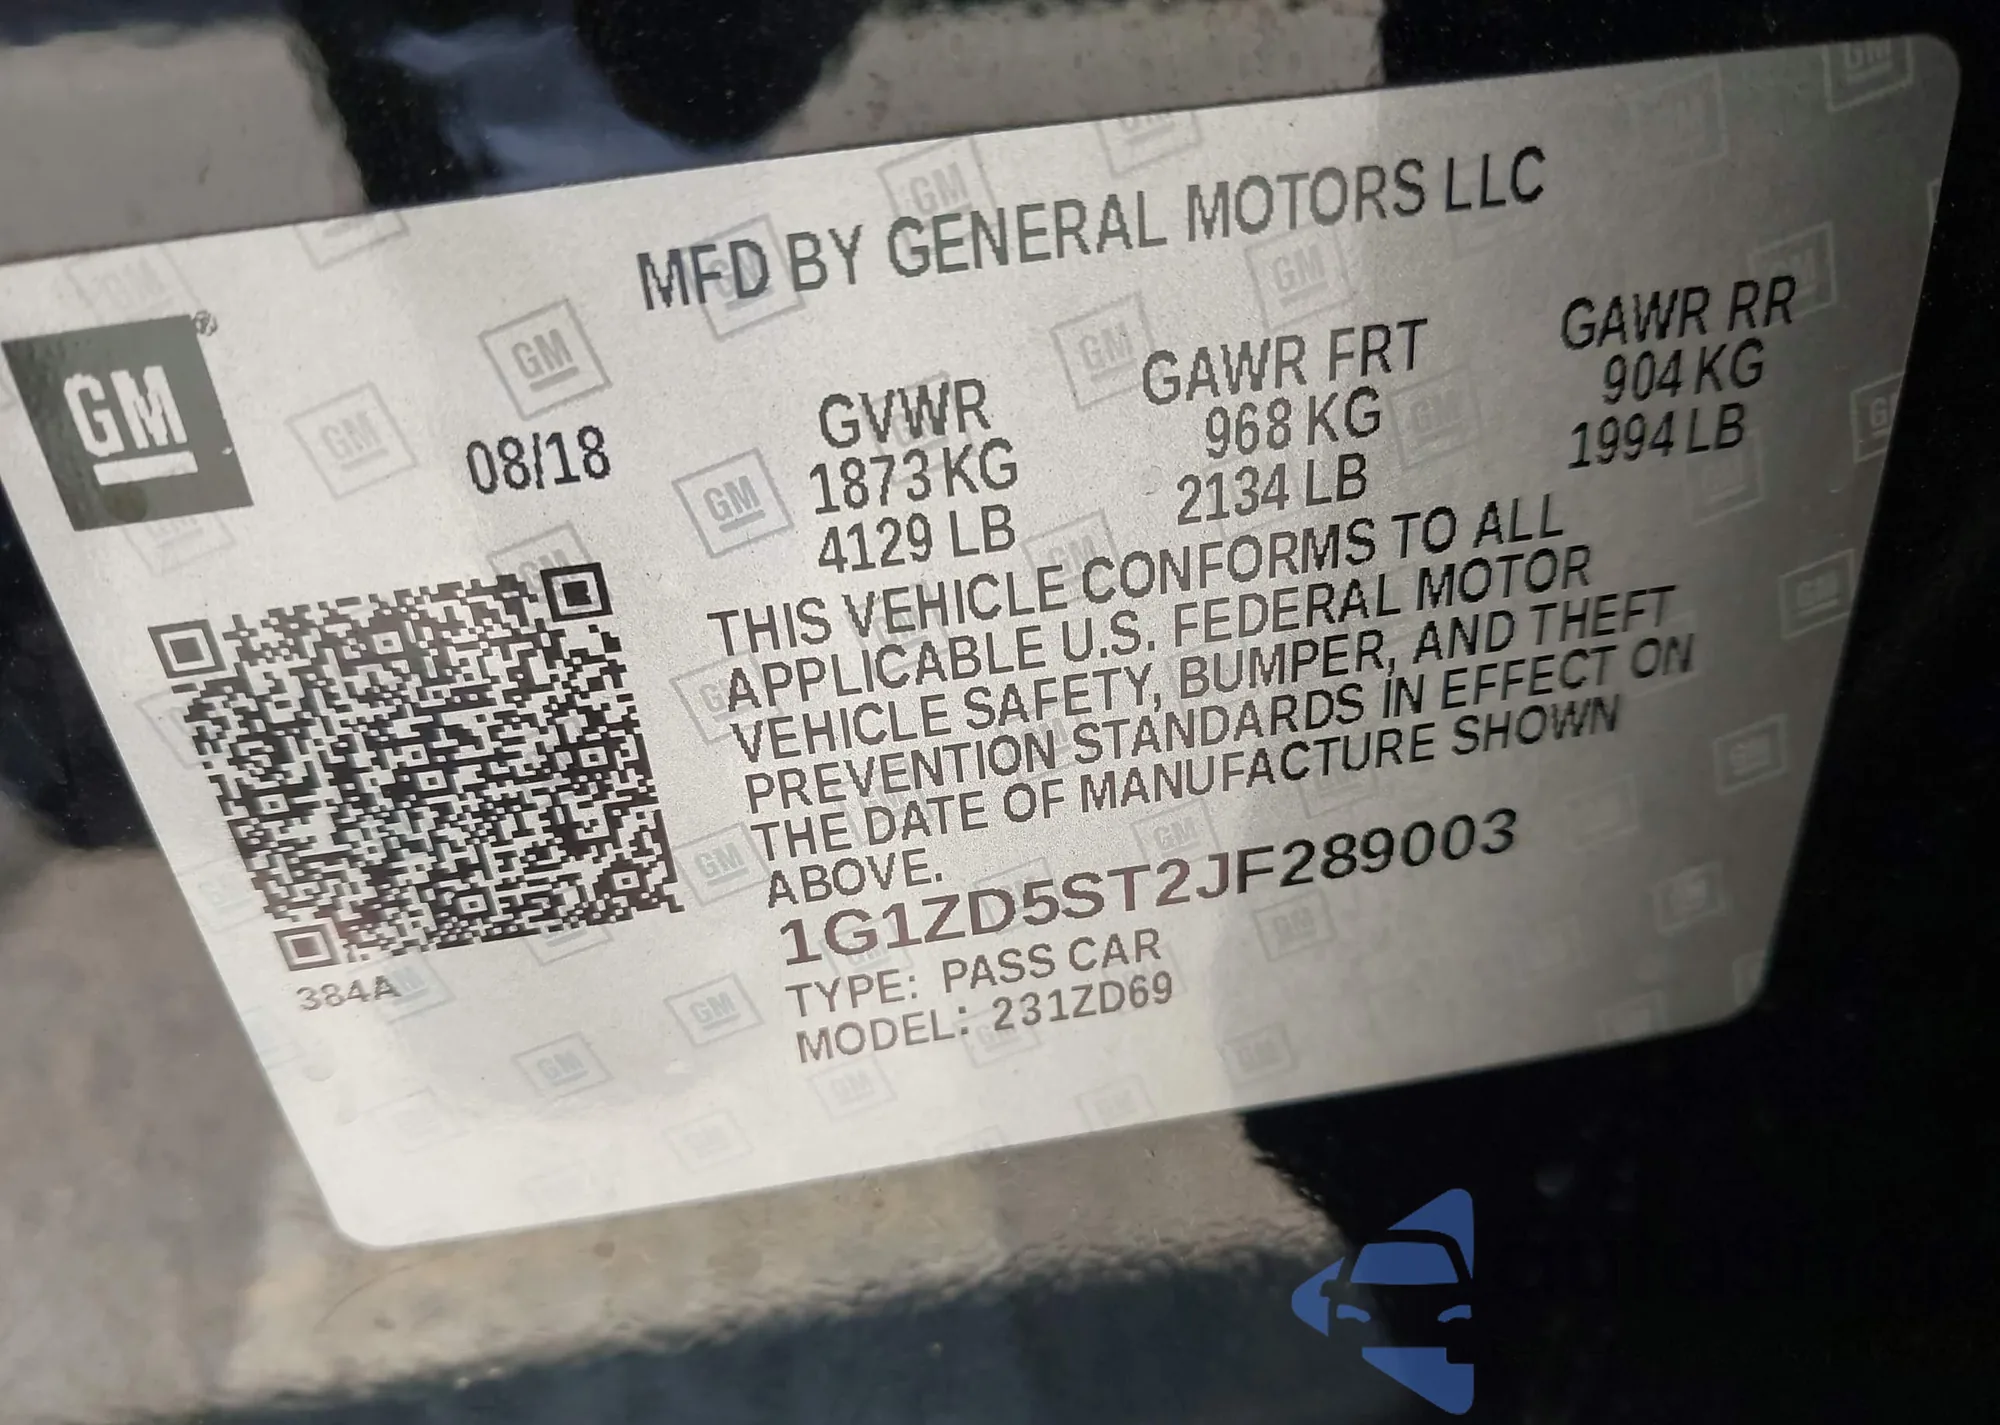 MFD BY GENERAL MOTORS LLC
GM®
08/18
GVWR
1873 KG
4129 LB
GAWR FRT
968 KG
2134 LB
GAWR RR
904 KG
1994 LB
THIS VEHICLE CONFORMS TO ALL
APPLICABLE U.S. FEDERAL MOTOR
VEHICLE SAFETY, BUMPER, AND THEFT
PREVENTION STANDARDS IN EFFECT ON
THE DATE OF MANUFACTURE SHOWN
ABOVE.
1G1ZD5ST2JF289003
TYPE: PASS CAR
MODEL: 231ZD69
384A